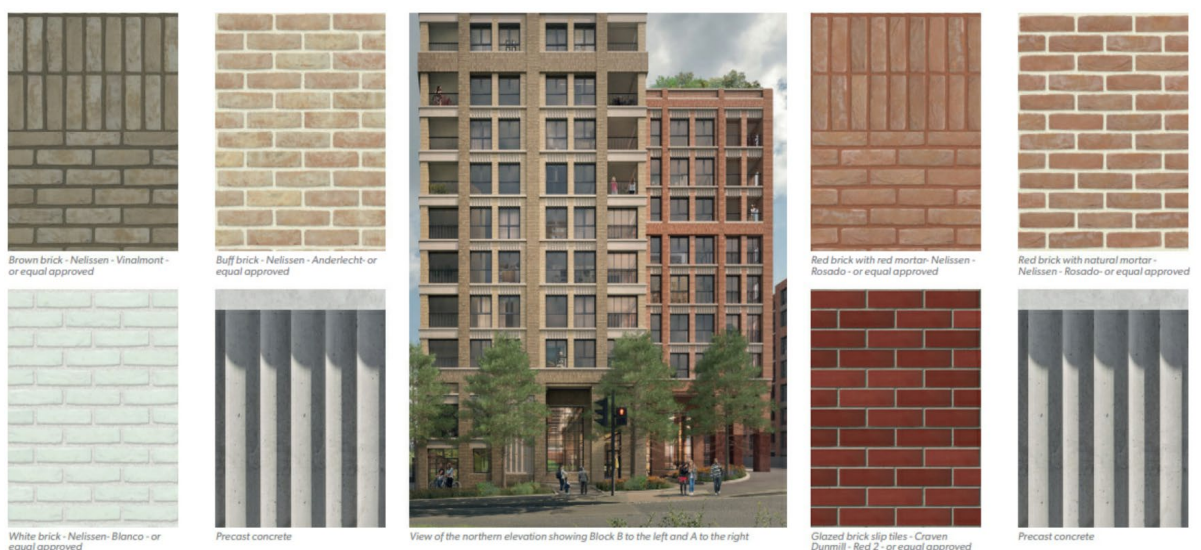 Brown brick - Nelissen - Vinalmont -
or equal approved
Buff brick - Nelissen - Anderlecht- or
equal approved
Red brick with red mortar- Nelissen -
Rosado - or equal approved
Red brick with natural mortar -
Nelissen - Rosado- or equal approved
White brick - Nelissen- Blanco - or
equal approved
Precast concrete
View of the northern elevation showing Block B to the left and A to the right
Glazed brick slip tiles - Craven
Dunmill - Red 2 - or equal approved
Precast concrete